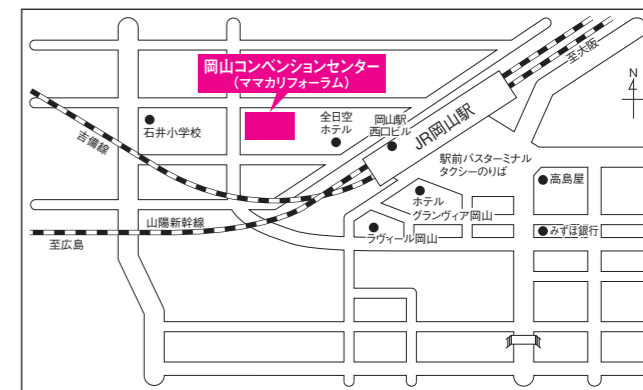 至大阪
N
岡山コンベンションセンター
（ママカリフォーラム）
JR岡山駅
全日空
ホテル
岡山駅
西口ビル
石井小学校
吉備線
駅前バスターミナル
タクシーのりば
高島屋
ホテル
グランヴィア岡山
山陽新幹線
至広島
ラヴィール岡山
みずほ銀行